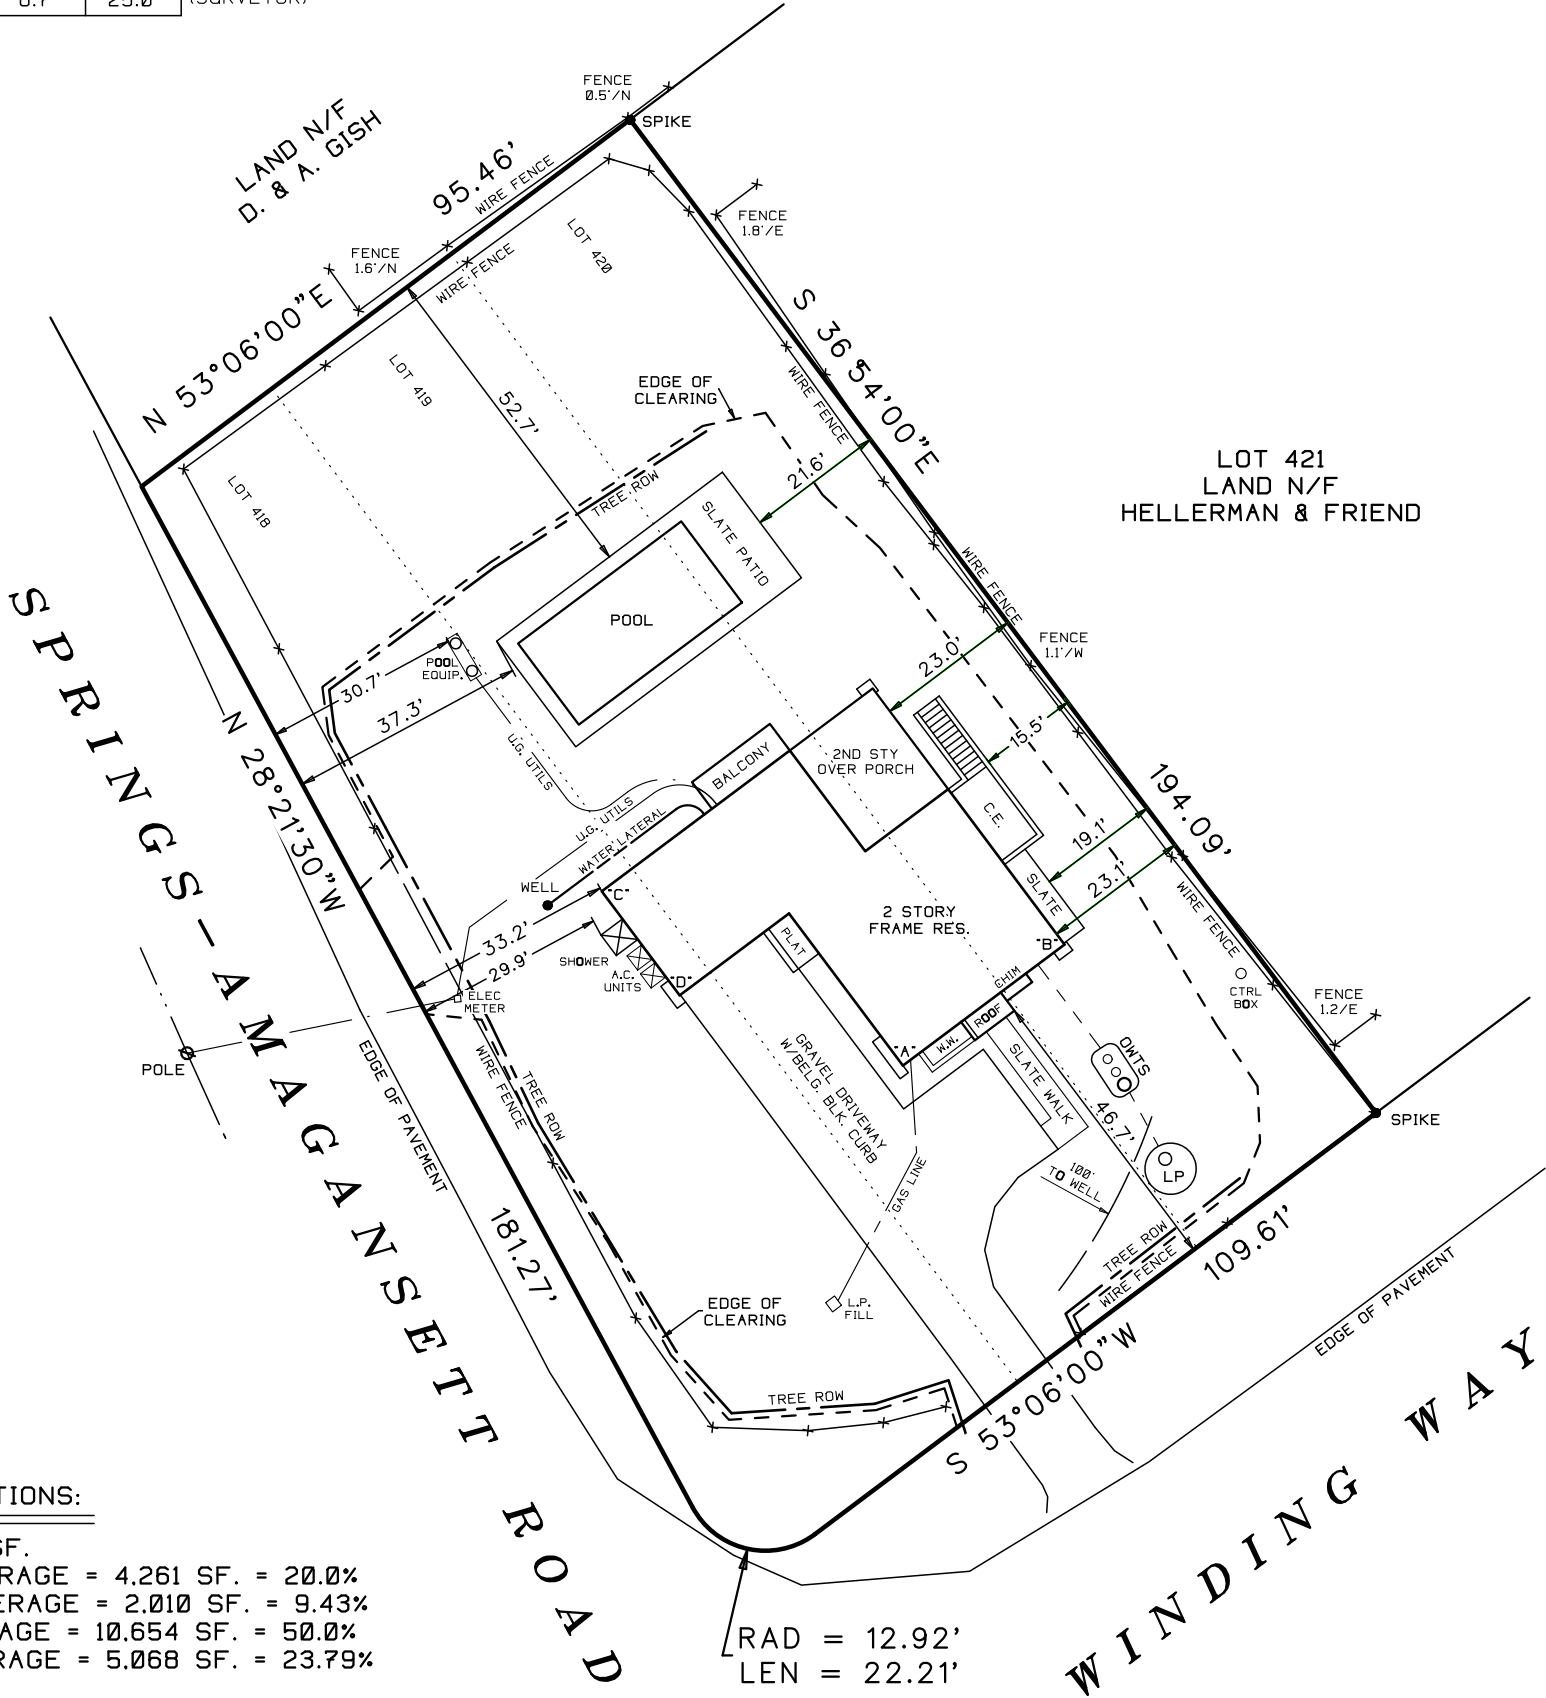 25.0
(SURVEYOR)
FENCE
0.5'/N
SPIKE
LAND N/F
D. & A. GISH
95.46'
WIRE FENCE
FENCE
1.8'/E
LOT 420
FENCE
1.6'/N
WIRE FENCE
N 53°06'00"E
S 36°54'00"E
LOT 419
52.7'
EDGE OF
CLEARING
WIRE FENCE
21.6'
LOT 421
LAND N/F
HELLERMAN & FRIEND
LOT 418
TREE ROW
SLATE PATIO
POOL
WIRE FENCE
23.0'
FENCE
1.1'/W
POOL
EQUIP.
30.7'
37.3'
SPRINGS-AMAGANSETT ROAD
N 28°21'30"W
U.G. UTILS
BALCONY
2ND STY
OVER PORCH
15.5'
C.E.
194.09'
U.G. UTILS
WATER LATERAL
19.1'
23.1'
WELL
"C"
SLATE
WIRE FENCE
2 STORY
FRAME RES.
"B"
33.2'
29.9'
PLAT
SHOWER
A.C.
UNITS
"D"
CHIM
CTRL
BOX
FENCE
1.2/E
ELEC
METER
ROOF
W.W.
"A"
POLE
EDGE OF PAVEMENT
WIRE FENCE
TREE ROW
GRAVEL DRIVEWAY
W/BELG. BLK. CURB
SLATE WALK
OWTS
46.7'
SPIKE
100'
TO WELL
LP
GAS LINE
181.27'
TREE ROW
WIRE FENCE
109.61'
L.P.
FILL
EDGE OF
CLEARING
EDGE OF PAVEMENT
TREE ROW
S 53°06'00"W
WINDING WAY
TIONS:
SF.
RAGE = 4,261 SF. = 20.0%
ERAGE = 2,010 SF. = 9.43%
AGE = 10,654 SF. = 50.0%
RAGE = 5,068 SF. = 23.79%
RAD = 12.92'
LEN = 22.21'